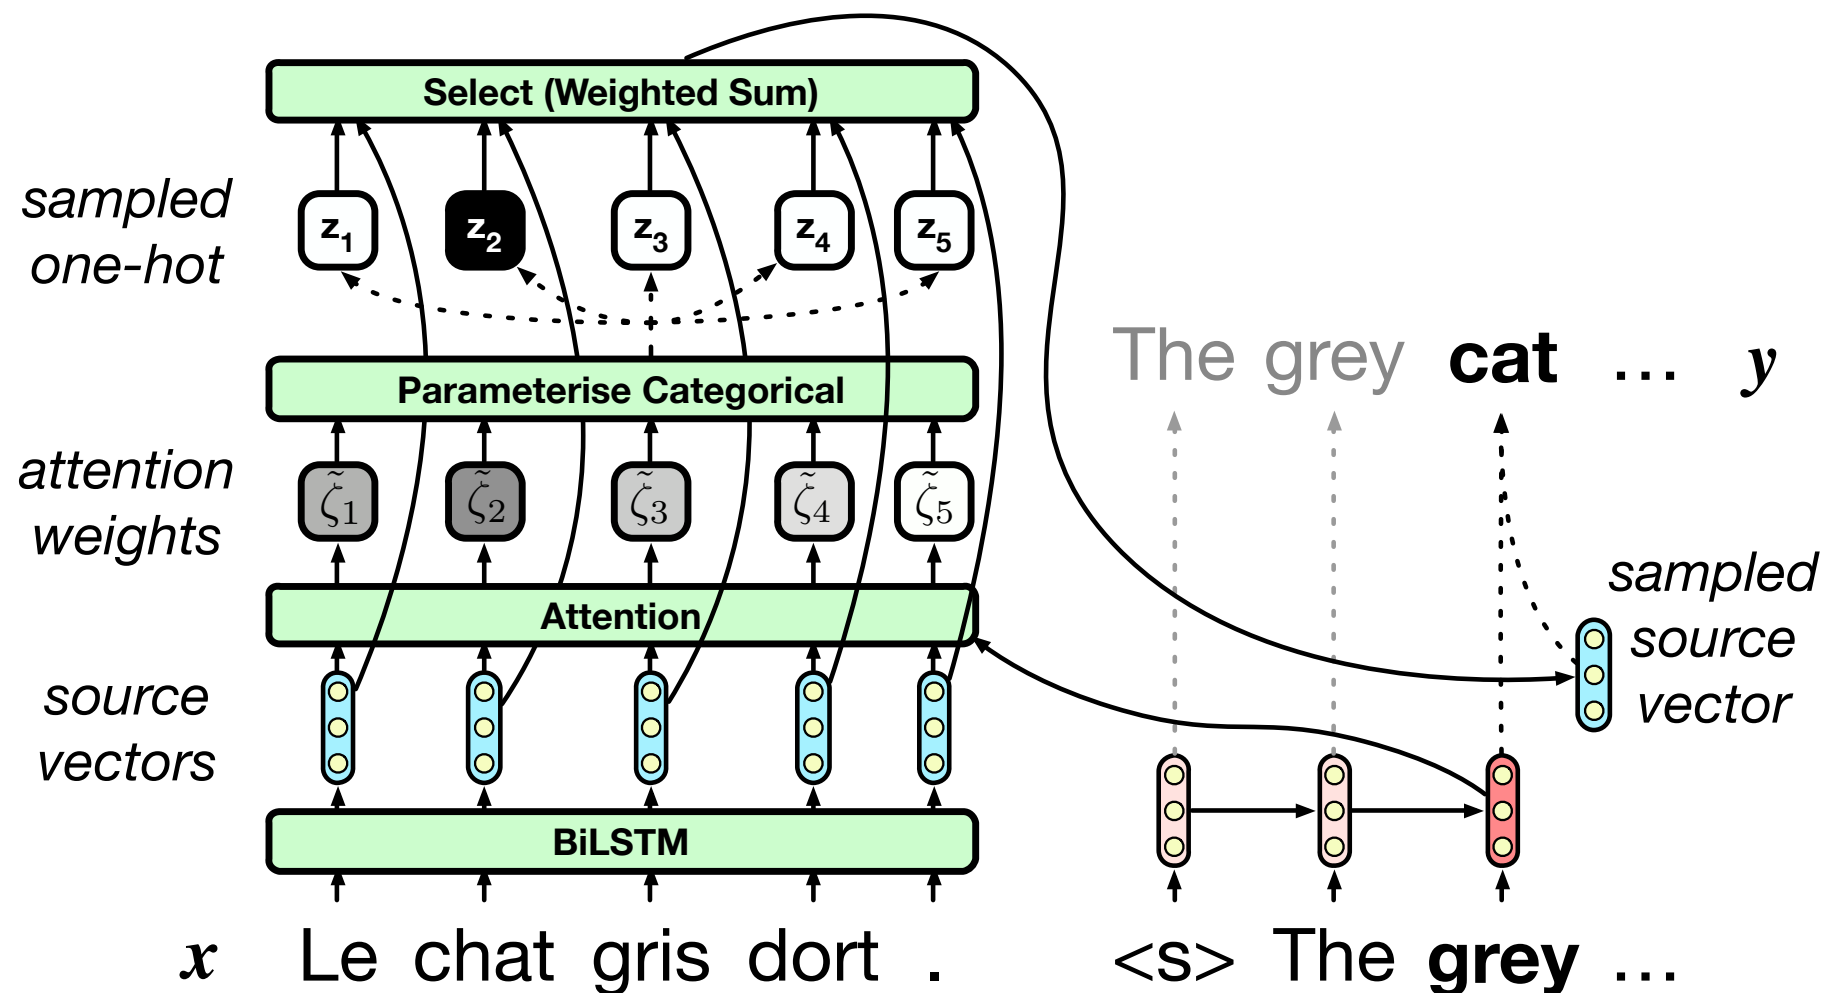 Select (Weighted Sum)
sampled
one-hot
z1 z2 z3 z4 z5
The grey cat … y
Parameterise Categorical
attention
weights
ζ̃1 ζ̃2 ζ̃3 ζ̃4 ζ̃5
Attention
sampled
source
vector
source
vectors
BiLSTM
x Le chat gris dort . <s> The grey …